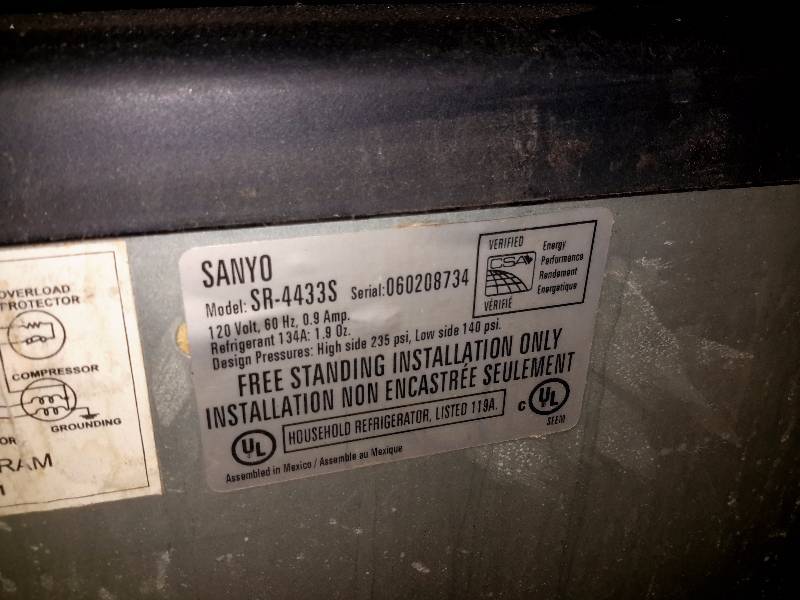 OVERLOAD
PROTECTOR
COMPRESSOR
GROUNDING
SANYO
Model: SR-4433S Serial:060208734
120 Volt, 60 Hz, 0.9 Amp.
Refrigerant 134A: 1.9 Oz.
Design Pressures: High side 235 psi, Low side 140 psi.
FREE STANDING INSTALLATION ONLY
INSTALLATION NON ENCASTRÉE SEULEMENT
UL
HOUSEHOLD REFRIGERATOR, LISTED 119A.
C UL
SEEM
Assembled in Mexico / Assemble au Mexique
VERIFIED
CSA
VÉRIFIÉ
Energy
Performance
Rendement
Energetique